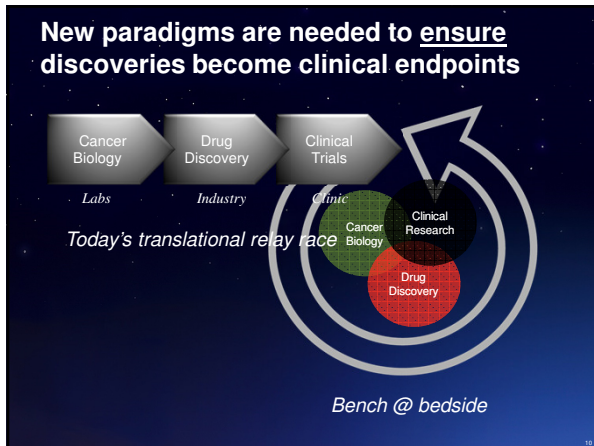 New paradigms are needed to ensure
discoveries become clinical endpoints
Cancer
Biology
Drug
Discovery
Clinical
Trials
Labs
Industry
Clinic
Today's translational relay race
Cancer
Biology
Clinical
Research
Drug
Discovery
Bench @ bedside
10